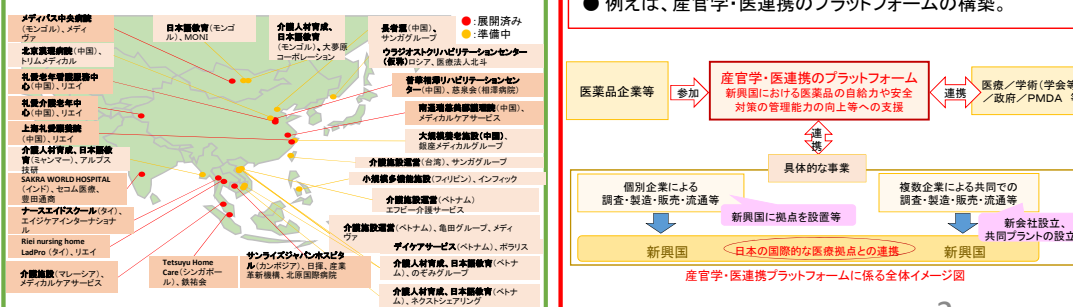 メディパス中央病院
(モンゴル)、メディ
ヴァ
北京漢琨病院(中国)、
トリムメディカル
礼愛老年看護服務中
心(中国)、リエイ
礼愛介護老年中
心(中国)、リエイ
上海礼愛頤養院
(中国)、リエイ
介護人材育成、日本語教
育(ミャンマー)、アルプス
技研
SAKRA WORLD HOSPITAL
(インド)、セコム医療、
豊田通商
ナースエイドスクール(タイ)、
エイジケアインターナショナ
ル
Riei nursing home
LadPro (タイ)、リエイ
介護施設(マレーシア)、
メディカルケアサービス
日本語教育(モンゴ
ル)、MONI
介護人材育成、
日本語教育
(モンゴル)、大夢原
コーポレーション
長者源(中国)、
サンガグループ
●:展開済み
●:準備中
ウラジオストクリハビリテーションセンター
(仮称)ロシア、医療法人北斗
普華相澤リハビリテーションセン
ター(中国)、慈泉会(相澤病院)
南通瑞慈美邸護理院(中国)、
メディカルケアサービス
大規模養老施設(中国)、
銀座メディカルグループ
介護施設運営(台湾)、サンガグループ
小規模多機能施設(フィリピン)、インフィック
介護施設運営(ベトナム)
エフビー介護サービス
介護施設運営(ベトナム)、亀田グループ、メディ
ヴァ
デイケアサービス(ベトナム)、ポラリス
介護人材育成、日本語教育(ベトナ
ム)、のぞみグループ
介護人材育成、日本語教育(ベトナ
ム)、ネクストシェアリング
Tetsuyu Home
Care (シンガポー
ル)、鉄祐会
サンライズジャパンホスピタ
ル(カンボジア)、日揮、産業
革新機構、北原国際病院
● 例えば、産官学・医連携のプラットフォームの構築。
医薬品企業等
参加
産官学・医連携のプラットフォーム
新興国における医薬品の自給力や安全
対策の管理能力の向上等への支援
連携
医療/学術(学会等
/政府/PMDA
連
携
具体的な事業
個別企業による
調査・製造・販売・流通等
新興国に拠点を設置等
複数企業による共同での
調査・製造・販売・流通等
新会社設立、
共同プラントの設立
新興国
日本の国際的な医療拠点との連携
新興国
産官学・医連携プラットフォームに係る全体イメージ図